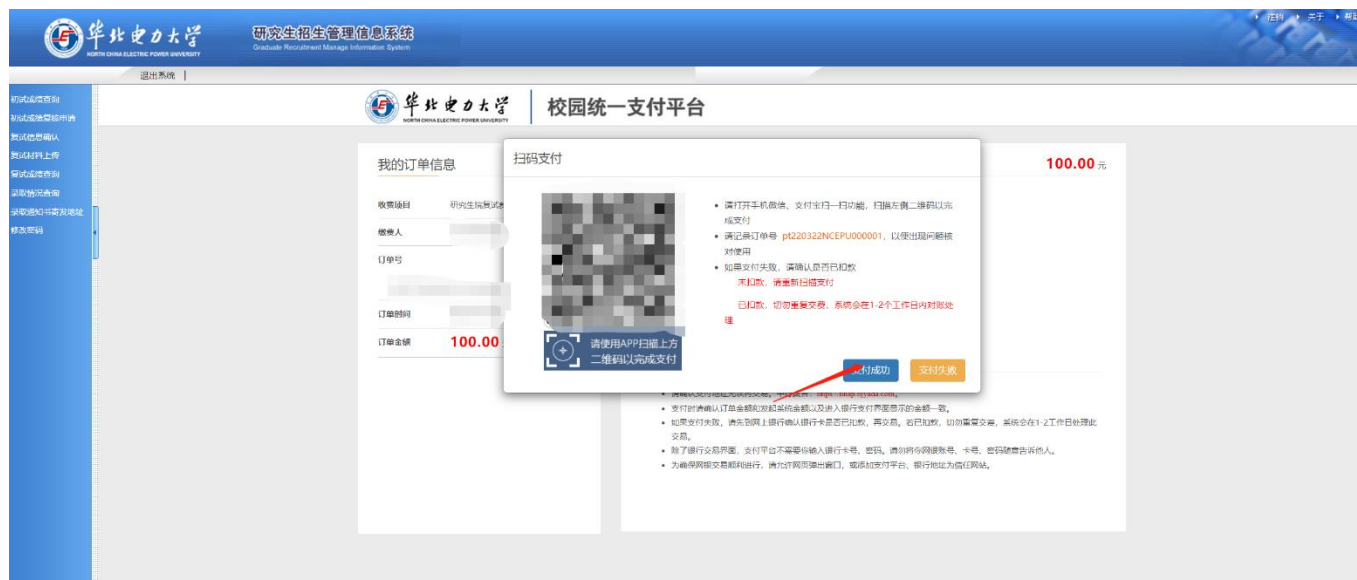 华北电力大学
NORTH CHINA ELECTRIC POWER UNIVERSITY
研究生招生管理信息系统
Graduate Recruitment Manage Information System
注销 关于 帮助
退出系统 |
初试成绩查询
初试成绩复核申请
复试信息确认
复试材料上传
复试成绩查询
录取情况查询
录取通知书寄发地址
修改密码
华北电力大学
NORTH CHINA ELECTRIC POWER UNIVERSITY
校园统一支付平台
我的订单信息
100.00 元
收费项目 研究生院复试
缴费人
订单号
订单时间
订单金额 100.00
扫码支付
请打开手机微信、支付宝扫一扫功能，扫描左侧二维码以完
成支付
请记录订单号 pt220322NCEPU000001，以便出现问题核
对使用
如果支付失败，请确认是否已扣款
未扣款，请重新扫描支付
已扣款，切勿重复交费，系统会在1-2个工作日内对账处
理
请使用APP扫描上方
二维码以完成支付
支付成功
支付失败
支付时请确认订单金额和发起系统金额以及进入银行支付界面显示的金额一致。
如果支付失败，请先到网上银行确认银行卡是否已扣款，再交易。若已扣款，切勿重复交差，系统会在1-2工作日处理此
交易。
除了银行交易界面，支付平台不需要你输入银行卡号、密码。请勿将你网银账号、卡号、密码随意告诉他人。
为确保网银交易顺利进行，请允许网页弹出窗口，或添加支付平台、银行地址为信任网站。